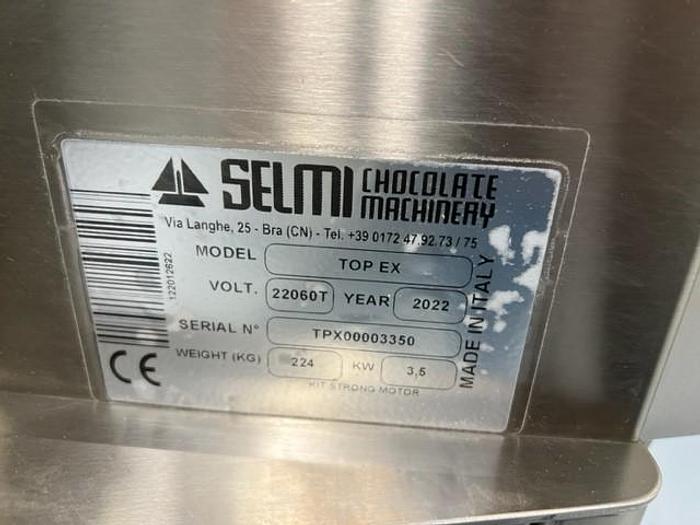 SELMI CHOCOLATE MACHINERY
Via Langhe, 25 - Bra (CN) - Tel. +39 0172 47.92.73 / 75
MODEL TOP EX
VOLT. 22060T YEAR 2022
SERIAL N° TPX00003350
WEIGHT (KG) 224 KW 3,5
KIT STRONG MOTOR
MADE IN ITALY
122012622
CE